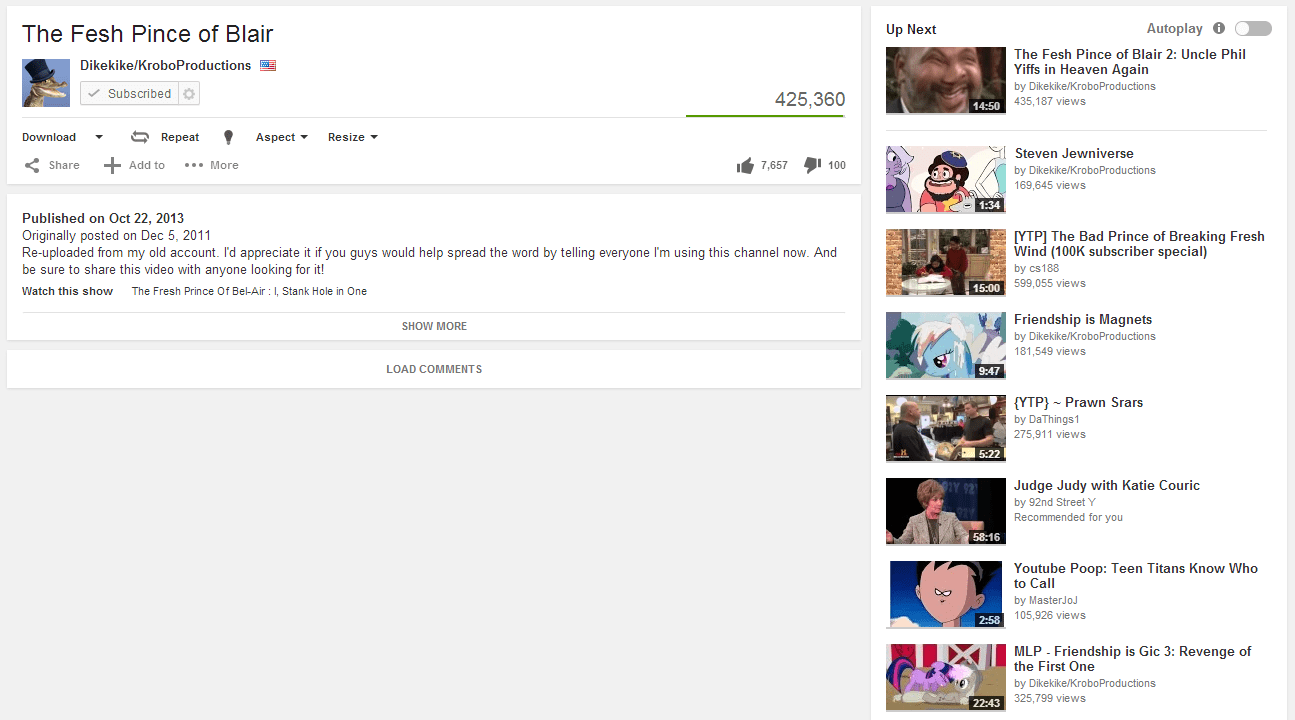 The Fesh Pince of Blair
Dikekike/KroboProductions
Subscribed
425,360
Download Repeat Aspect Resize
Share Add to More 7,657 100
Published on Oct 22, 2013
Originally posted on Dec 5, 2011
Re-uploaded from my old account. I'd appreciate it if you guys would help spread the word by telling everyone I'm using this channel now. And
be sure to share this video with anyone looking for it!
Watch this show The Fresh Prince Of Bel-Air : I, Stank Hole in One
SHOW MORE
LOAD COMMENTS
Up Next Autoplay
The Fesh Pince of Blair 2: Uncle Phil
Yiffs in Heaven Again
by Dikekike/KroboProductions
435,187 views
14:50
Steven Jewniverse
by Dikekike/KroboProductions
169,645 views
1:34
[YTP] The Bad Prince of Breaking Fresh
Wind (100K subscriber special)
by cs188
599,055 views
15:00
Friendship is Magnets
by Dikekike/KroboProductions
181,549 views
9:47
{YTP} ~ Prawn Srars
by DaThings1
275,911 views
5:22
Judge Judy with Katie Couric
by 92nd Street Y
Recommended for you
58:16
Youtube Poop: Teen Titans Know Who
to Call
by MasterJoJ
105,926 views
2:58
MLP - Friendship is Gic 3: Revenge of
the First One
by Dikekike/KroboProductions
325,799 views
22:43